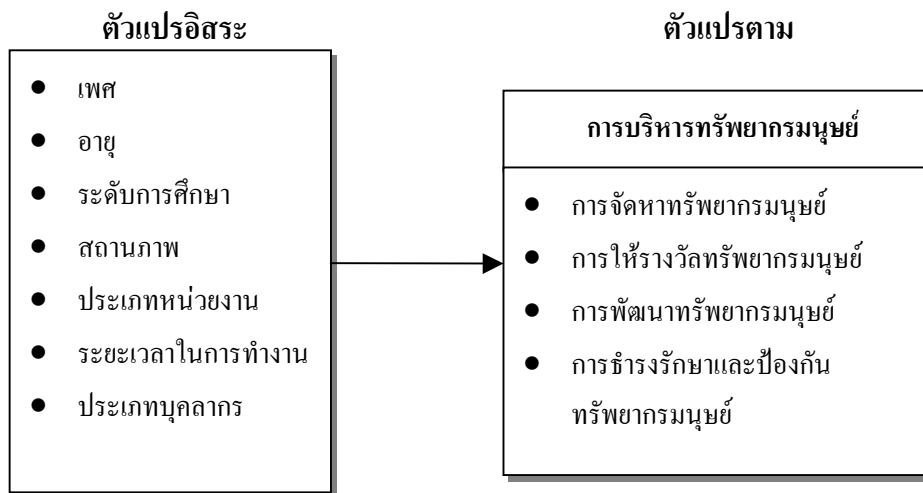 ตัวแปรอิสระ
เพศ
อายุ
ระดับการศึกษา
สถานภาพ
ประเภทหน่วยงาน
ระยะเวลาในการทำงาน
ประเภทบุคลากร
ตัวแปรตาม
การบริหารทรัพยากรมนุษย์
การจัดหาทรัพยากรมนุษย์
การให้รางวัลทรัพยากรมนุษย์
การพัฒนาทรัพยากรมนุษย์
การธำรงรักษาและป้องกัน
ทรัพยากรมนุษย์